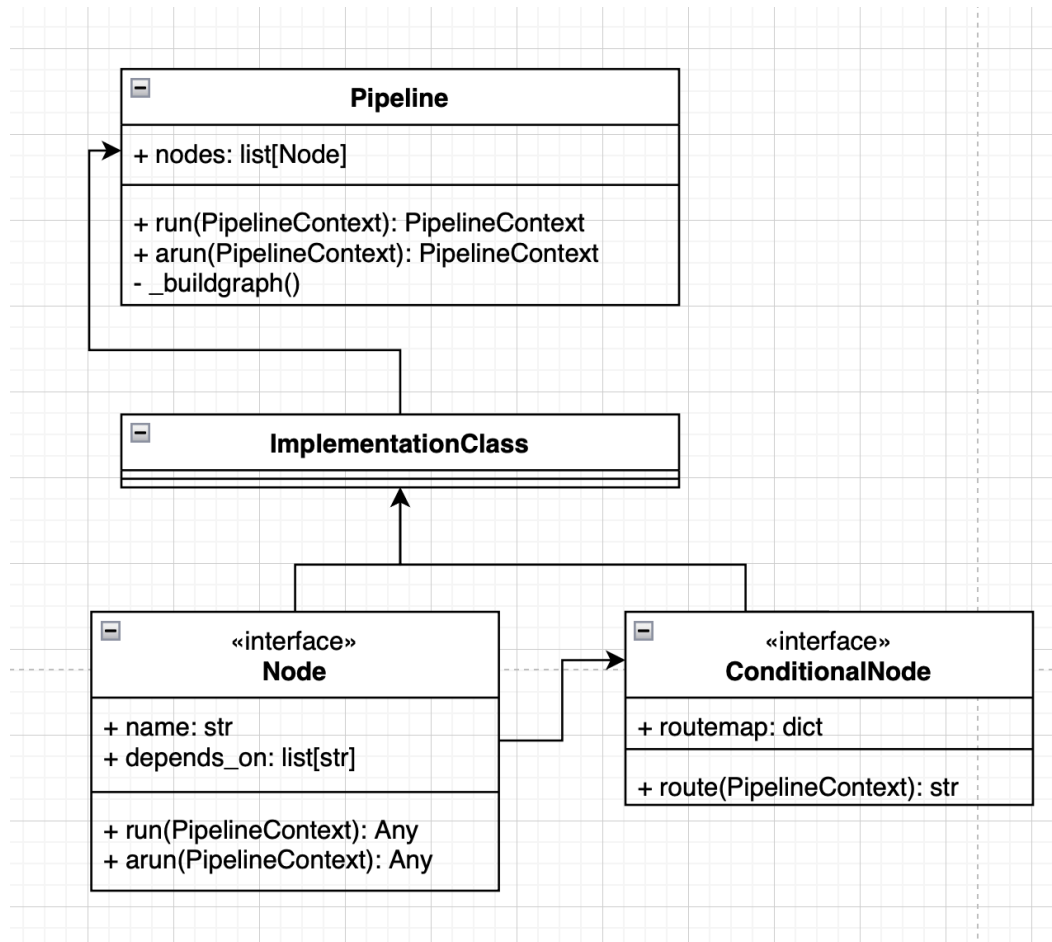 Pipeline
+ nodes: list[Node]
+ run(PipelineContext): PipelineContext
+ arun(PipelineContext): PipelineContext
- _buildgraph()
ImplementationClass
«interface»
Node
+ name: str
+ depends_on: list[str]
+ run(PipelineContext): Any
+ arun(PipelineContext): Any
«interface»
ConditionalNode
+ routemap: dict
+ route(PipelineContext): str